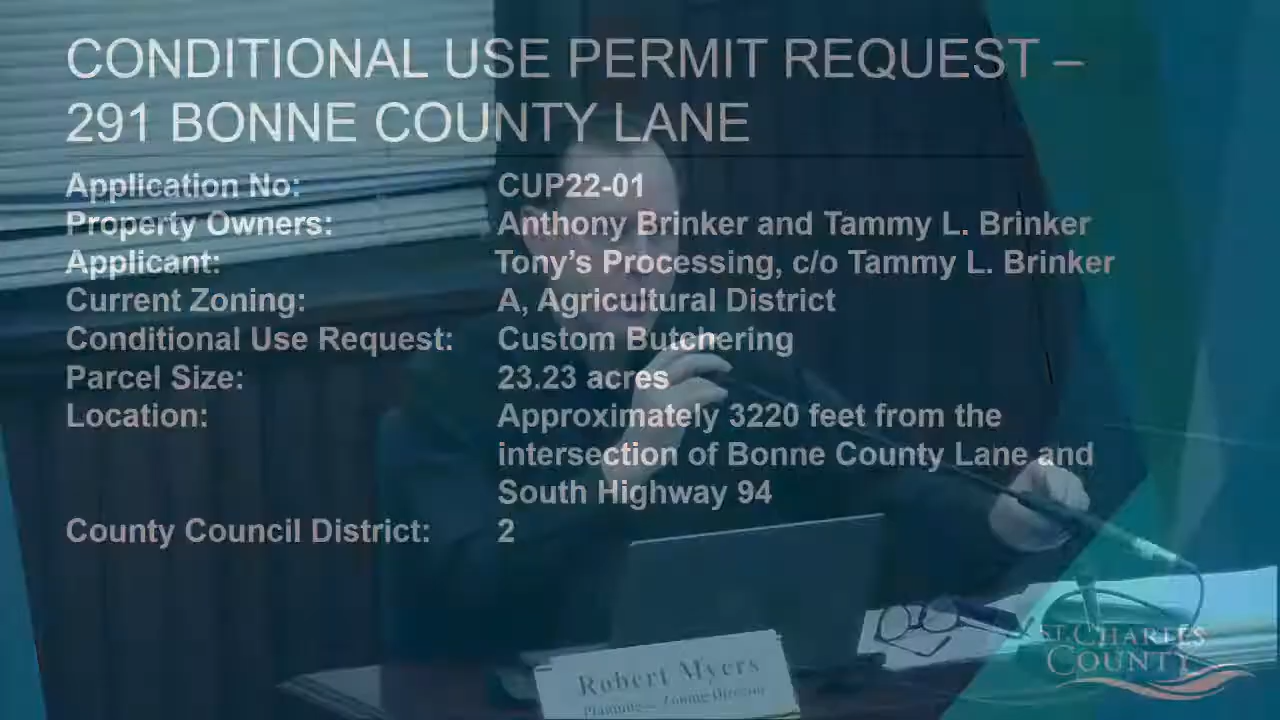 CONDITIONAL USE PERMIT REQUEST –
291 BONNE COUNTY LANE
Application No: CUP22-01
Property Owners: Anthony Brinker and Tammy L. Brinker
Applicant: Tony's Processing, c/o Tammy L. Brinker
Current Zoning: A, Agricultural District
Conditional Use Request: Custom Butchering
Parcel Size: 23.23 acres
Location: Approximately 3220 feet from the
intersection of Bonne County Lane and
South Highway 94
County Council District: 2
ST. CHARLES
COUNTY
Robert Myers
Planning & Zoning Director